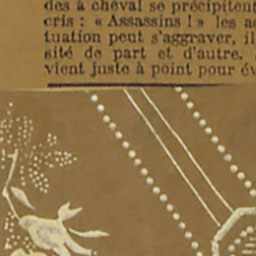 des à cheval se précipitent
cris : « Assassins ! » les ac
tuation peut s'aggraver, il
sité de part et d'autre.
vient juste à point pour év